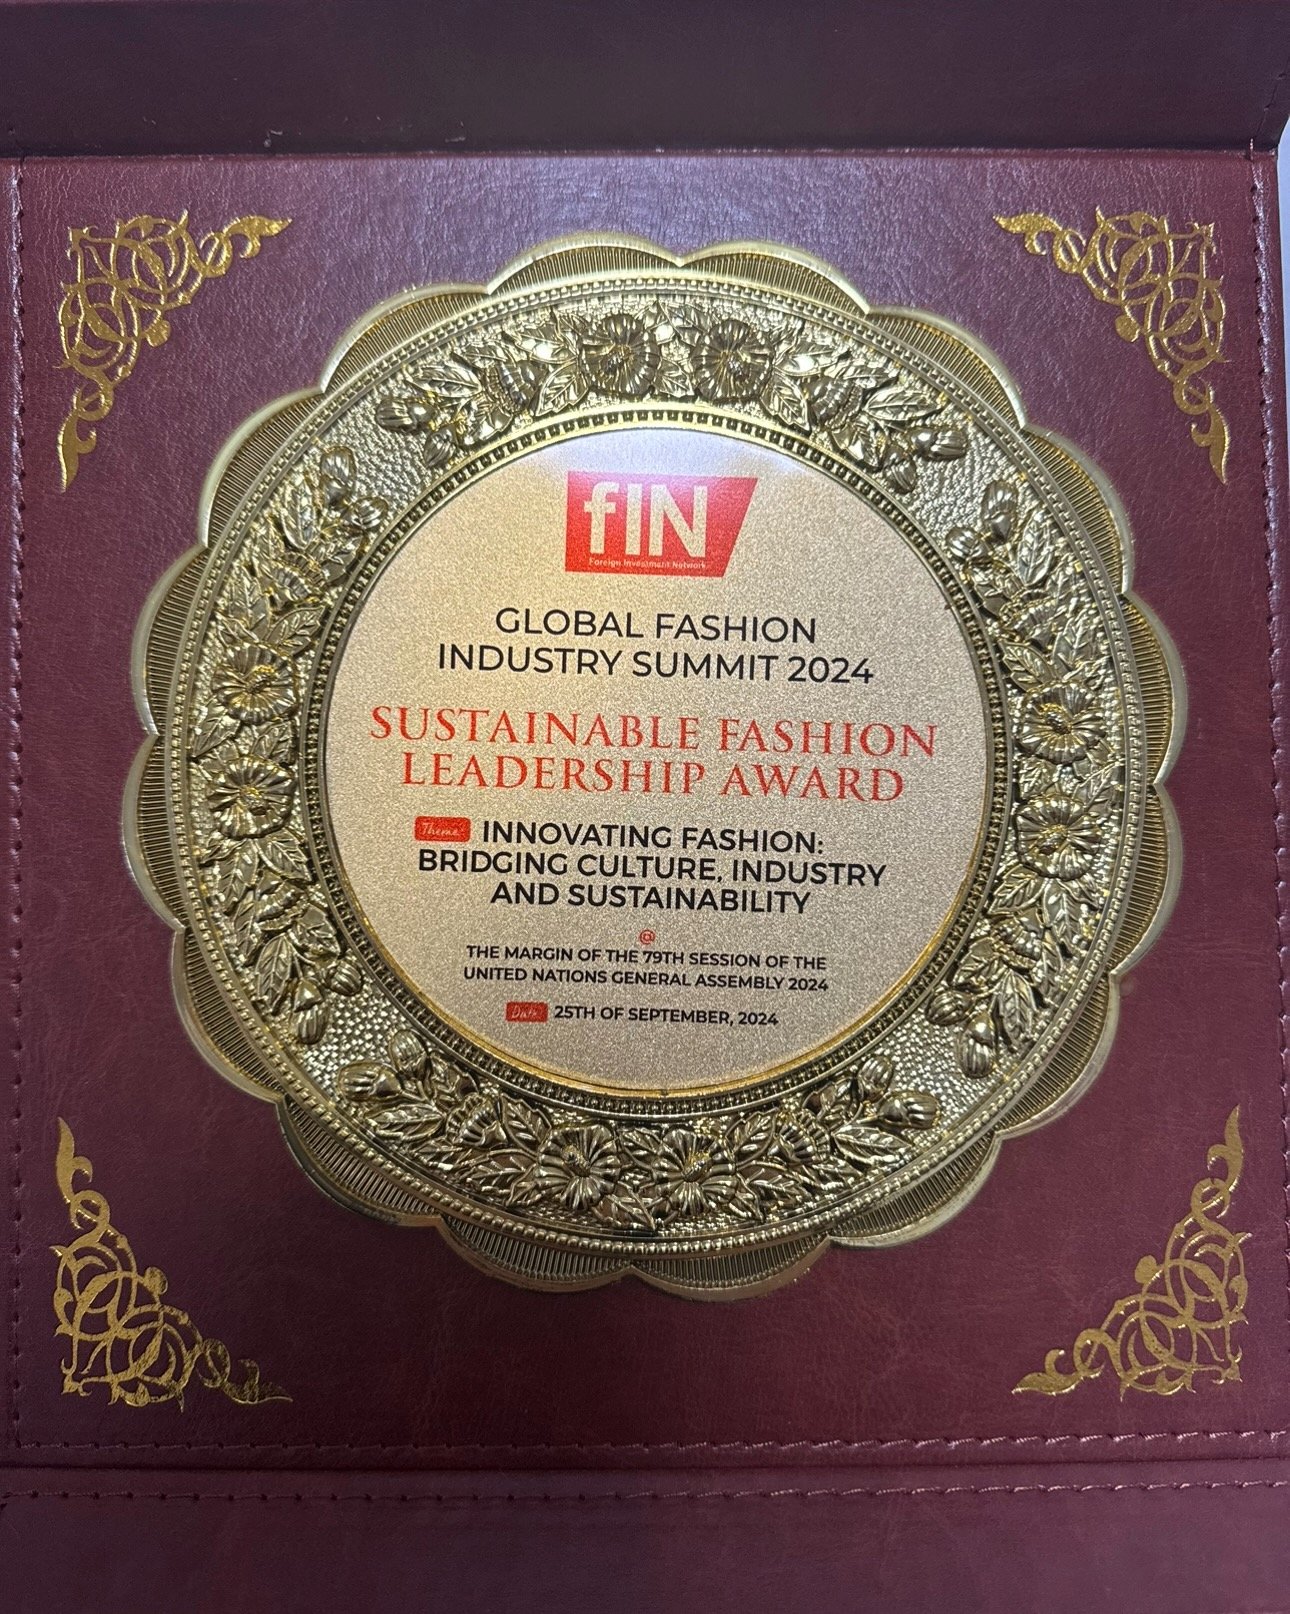 fIN
Foreign Investment Network
GLOBAL FASHION
INDUSTRY SUMMIT 2024
SUSTAINABLE FASHION
LEADERSHIP AWARD
Theme: INNOVATING FASHION:
BRIDGING CULTURE, INDUSTRY
AND SUSTAINABILITY
@
THE MARGIN OF THE 79TH SESSION OF THE
UNITED NATIONS GENERAL ASSEMBLY 2024
Date: 25TH OF SEPTEMBER, 2024